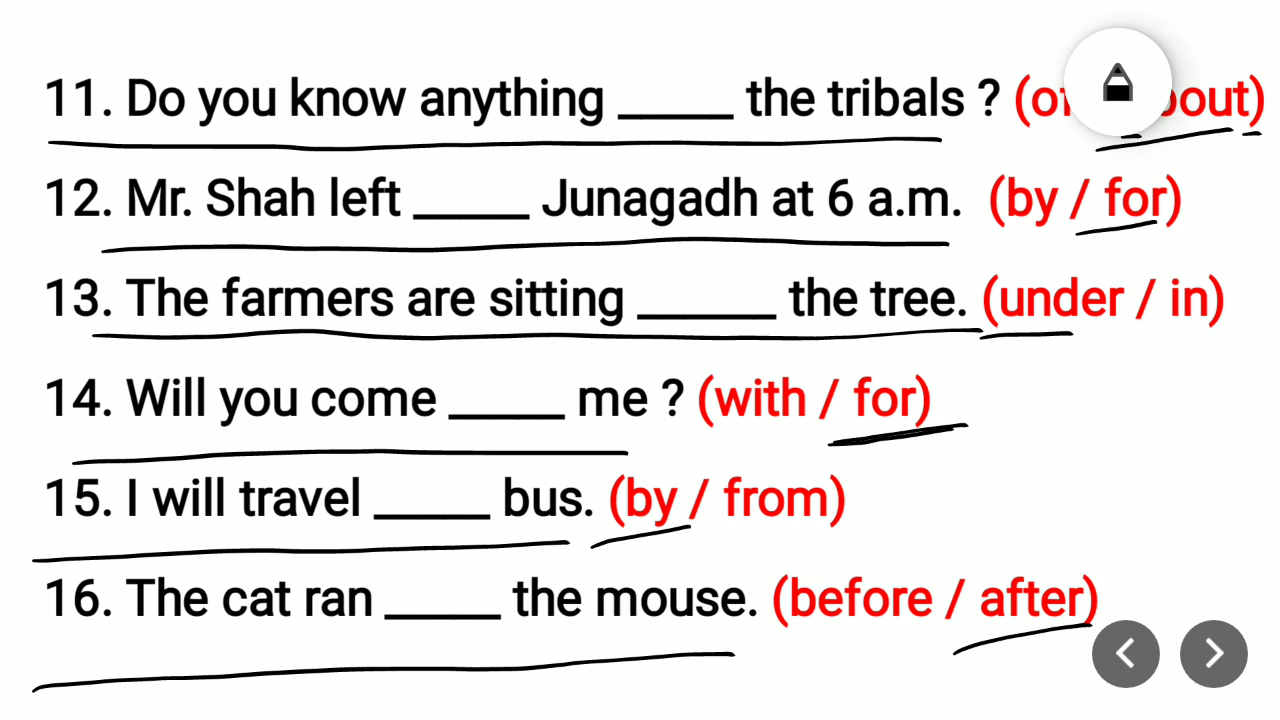 11. Do you know anything _____ the tribals ? (of
12. Mr. Shah left _____ Junagadh at 6 a.m. (by / for)
13. The farmers are sitting ______ the tree. (under / in)
14. Will you come _____ me ? (with / for)
15. I will travel _____ bus. (by / from)
16. The cat ran _____ the mouse. (before / after)